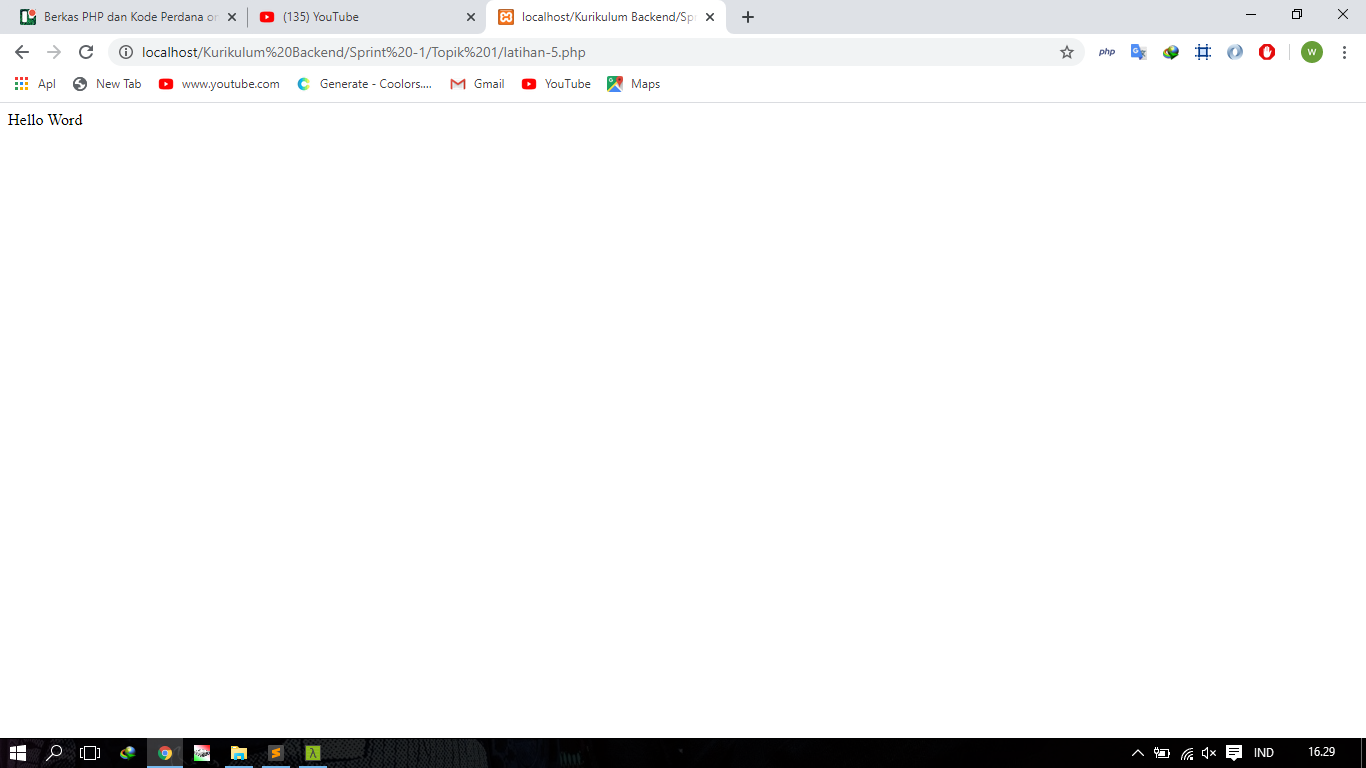 Berkas PHP dan Kode Perdana or
(135) YouTube
localhost/Kurikulum Backend/Spr
localhost/Kurikulum%20Backend/Sprint%20-1/Topik%201/latihan-5.php
php
w
Apl
New Tab
www.youtube.com
Generate - Coolors....
Gmail
YouTube
Maps
Hello Word
IND
16.29